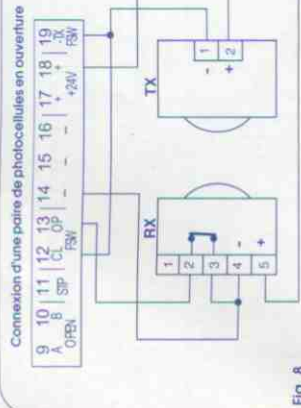 Connexion d'une paire de photocellules en ouverture
9 10 11 12 13 14 15 16 17 18 19
A B STP CL OP - - - + + -TX
OPEN FSW +24V FSW
TX
1 2
- +
RX
1
2
3
4 -
5 +
Fig. 8